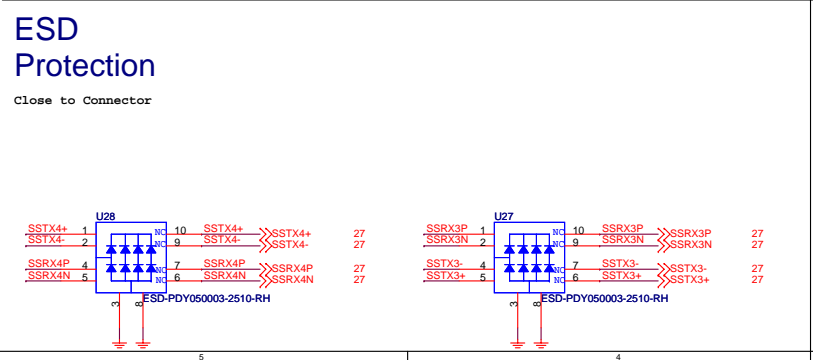 ESD
Protection
Close to Connector
U28
SSTX4+ 1 NC 10 SSTX4+ SSTX4+ 27
SSTX4- 2 NC 9 SSTX4- SSTX4- 27
SSRX4P 4 NC 7 SSRX4P SSRX4P 27
SSRX4N 5 NC 6 SSRX4N SSRX4N 27
ESD-PDY050003-2510-RH
3 8
U27
SSRX3P 1 NC 10 SSRX3P SSRX3P 27
SSRX3N 2 NC 9 SSRX3N SSRX3N 27
SSTX3- 4 NC 7 SSTX3- SSTX3- 27
SSTX3+ 5 NC 6 SSTX3+ SSTX3+ 27
ESD-PDY050003-2510-RH
3 8
5 4